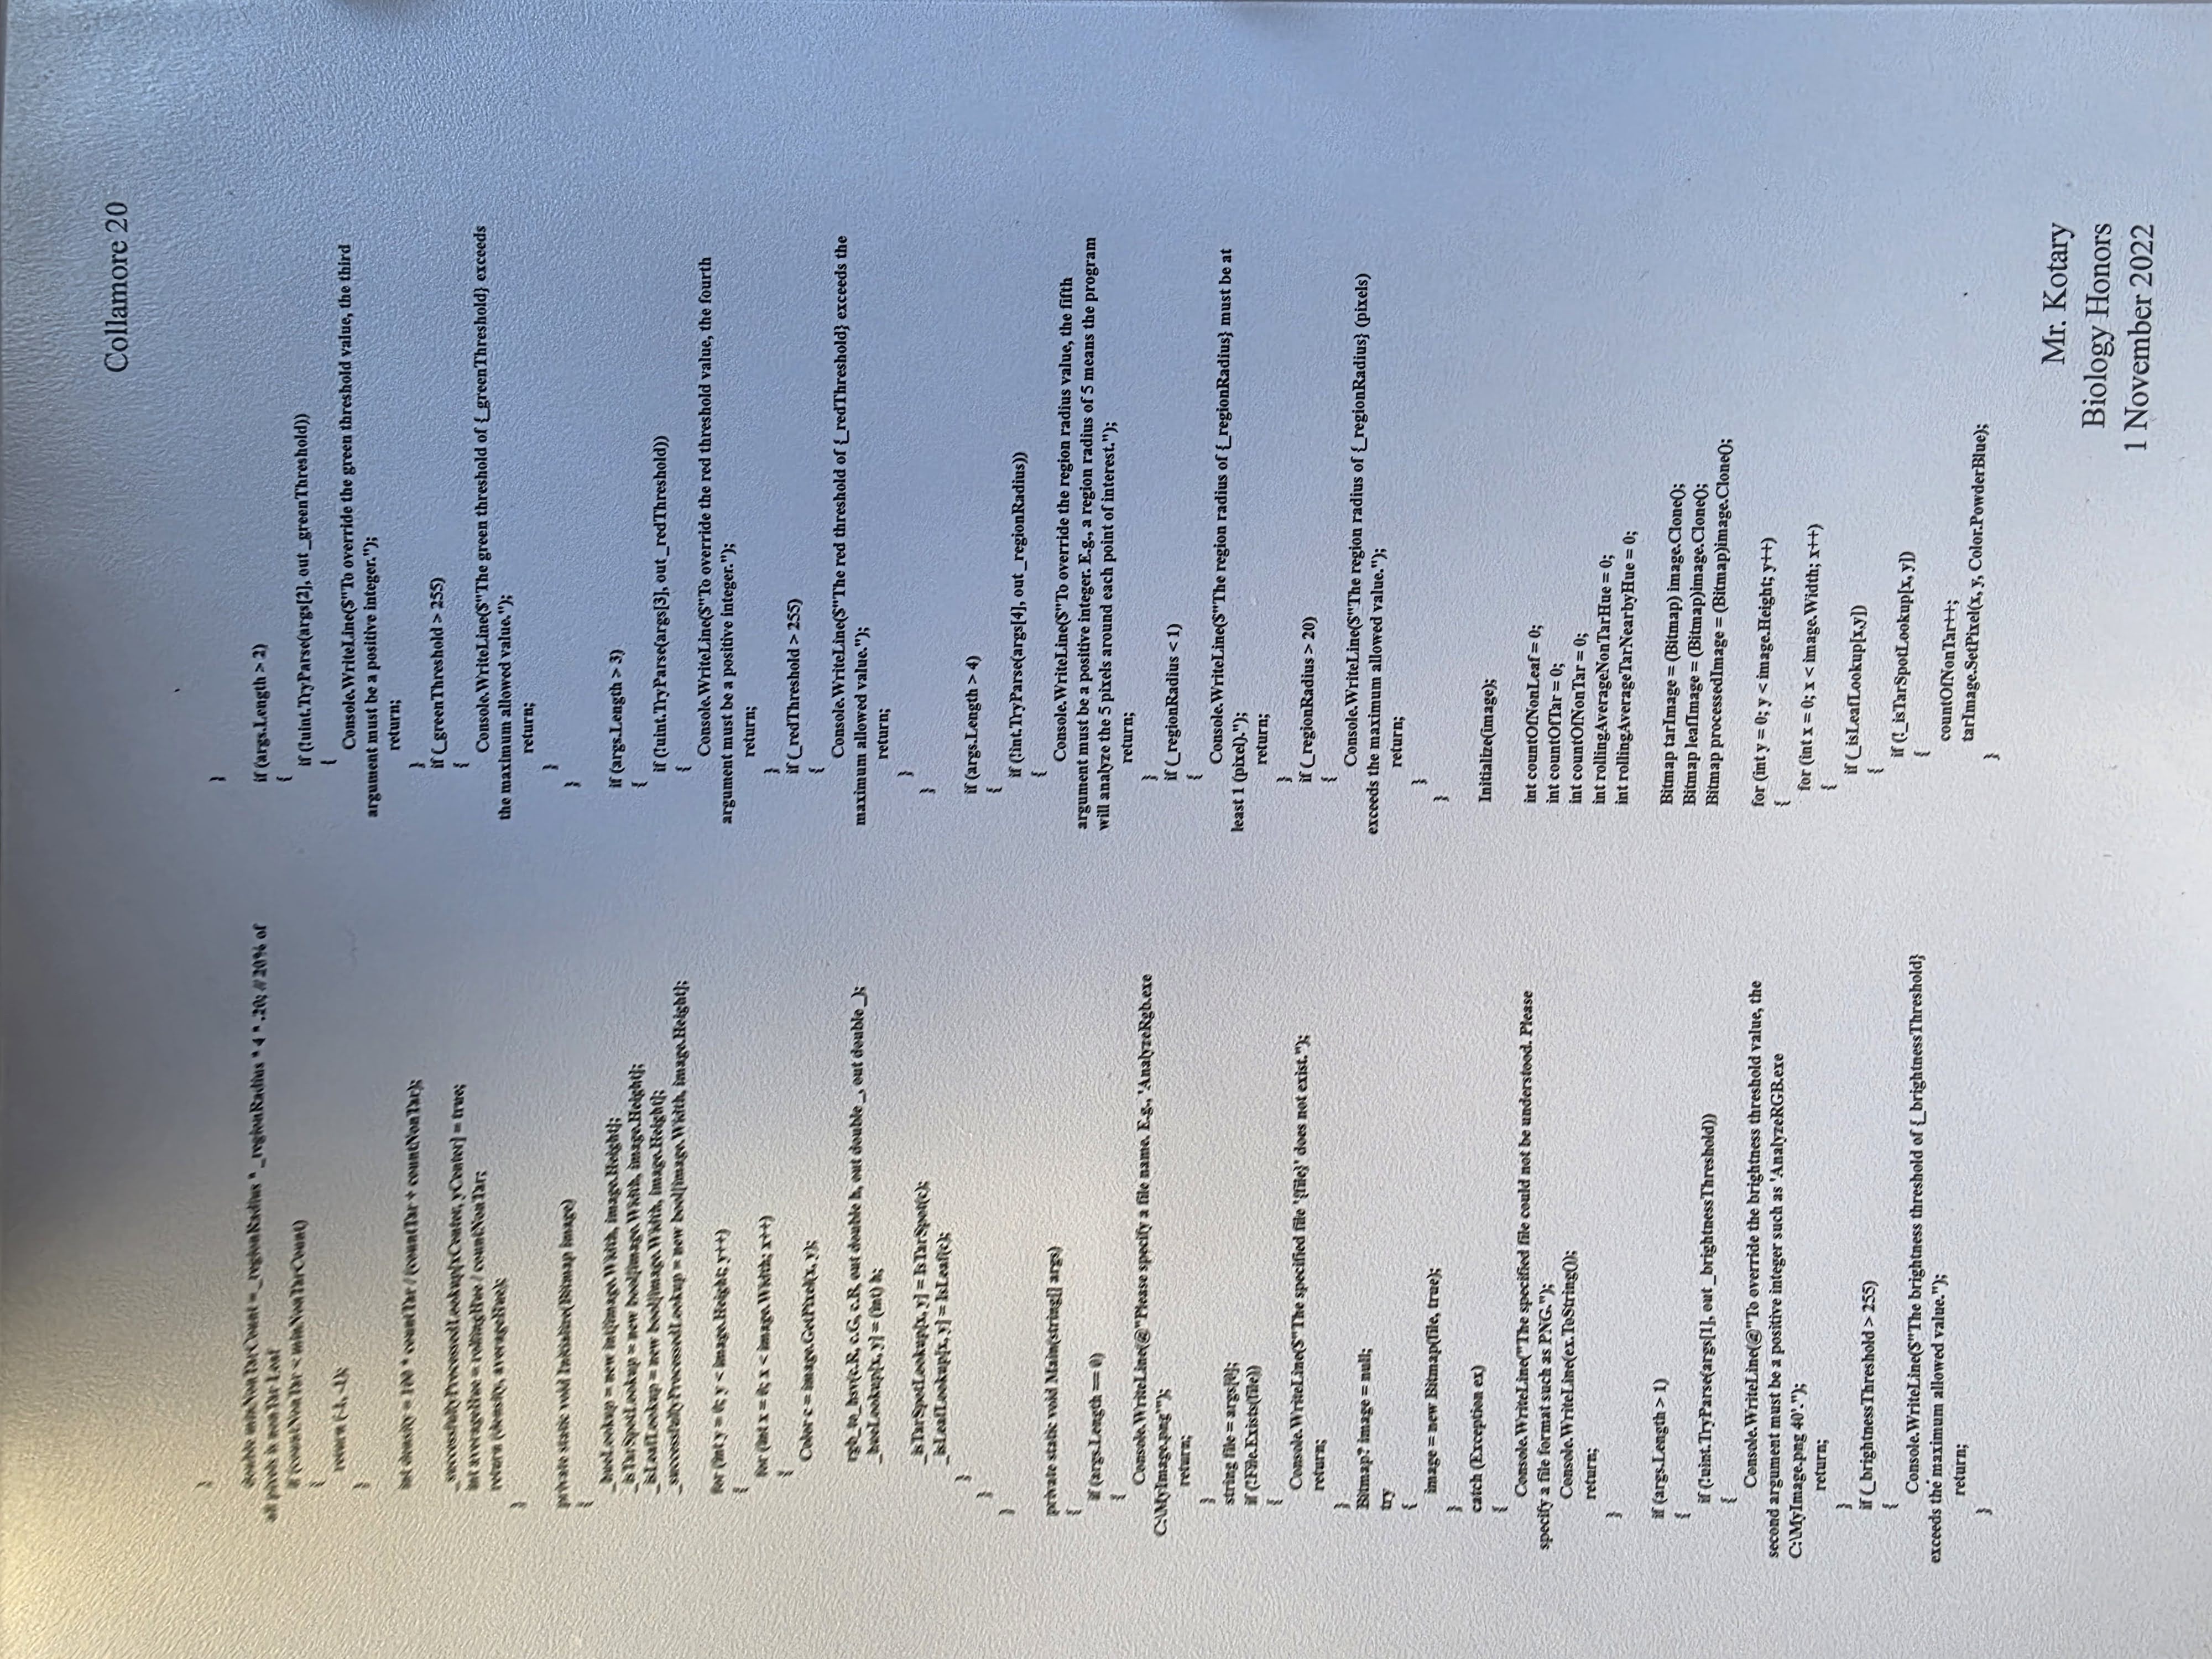 Collamore 20
}
double minNonTarCount = _regionRadius * _regionRadius * 4 * .20; // 20% of
all pixels is nonTar Leaf
if (countNonTar < minNonTarCount)
{
return (-1, -1);
}
int density = 100 * countTar / (countTar + countNonTar);
_successfullyProcessedLookup[xCenter, yCenter] = true;
int averageHue = rollingHue / countNonTar;
return (density, averageHue);
}
private static void Initialize(Bitmap image)
{
_hueLookup = new int[image.Width, image.Height];
_isTarSpotLookup = new bool[image.Width, image.Height];
_isLeafLookup = new bool[image.Width, image.Height];
_successfullyProcessedLookup = new bool[image.Width, image.Height];
for (int y = 0; y < image.Height; y++)
{
for (int x = 0; x < image.Width; x++)
{
Color c = image.GetPixel(x, y);
rgb_to_hsv(c.R, c.G, c.B, out double h, out double _, out double _);
_hueLookup[x, y] = (int) h;
_isTarSpotLookup[x, y] = IsTarSpot(c);
_isLeafLookup[x, y] = IsLeaf(c);
}
}
}
private static void Main(string[] args)
{
if (args.Length == 0)
{
Console.WriteLine(@"Please specify a file name. E.g., 'AnalyzeRgb.exe
C:\MyImage.png'");
return;
}
string file = args[0];
if (!File.Exists(file))
{
Console.WriteLine($"The specified file '{file}' does not exist.");
return;
}
Bitmap? image = null;
try
{
image = new Bitmap(file, true);
}
catch (Exception ex)
{
Console.WriteLine("The specified file could not be understood. Please
specify a file format such as PNG.");
Console.WriteLine(ex.ToString());
return;
}
if (args.Length > 1)
{
if (!uint.TryParse(args[1], out _brightnessThreshold))
{
Console.WriteLine(@"To override the brightness threshold value, the
second argument must be a positive integer such as 'AnalyzeRGB.exe
C:\MyImage.png 40'.");
return;
}
if (_brightnessThreshold > 255)
{
Console.WriteLine($"The brightness threshold of {_brightnessThreshold}
exceeds the maximum allowed value.");
return;
}
}
if (args.Length > 2)
{
if (!uint.TryParse(args[2], out _greenThreshold))
{
Console.WriteLine($"To override the green threshold value, the third
argument must be a positive integer.");
return;
}
if (_greenThreshold > 255)
{
Console.WriteLine($"The green threshold of {_greenThreshold} exceeds
the maximum allowed value.");
return;
}
}
if (args.Length > 3)
{
if (!uint.TryParse(args[3], out _redThreshold))
{
Console.WriteLine($"To override the red threshold value, the fourth
argument must be a positive integer.");
return;
}
if (_redThreshold > 255)
{
Console.WriteLine($"The red threshold of {_redThreshold} exceeds the
maximum allowed value.");
return;
}
}
if (args.Length > 4)
{
if (!int.TryParse(args[4], out _regionRadius))
{
Console.WriteLine($"To override the region radius value, the fifth
argument must be a positive integer. E.g., a region radius of 5 means the program
will analyze the 5 pixels around each point of interest.");
return;
}
if (_regionRadius < 1)
{
Console.WriteLine($"The region radius of {_regionRadius} must be at
least 1 (pixel).");
return;
}
if (_regionRadius > 20)
{
Console.WriteLine($"The region radius of {_regionRadius} (pixels)
exceeds the maximum allowed value.");
return;
}
}
Initialize(image);
int countOfNonLeaf = 0;
int countOfTar = 0;
int countOfNonTar = 0;
int rollingAverageNonTarHue = 0;
int rollingAverageTarNearbyHue = 0;
Bitmap tarImage = (Bitmap) image.Clone();
Bitmap leafImage = (Bitmap)image.Clone();
Bitmap processedImage = (Bitmap)image.Clone();
for (int y = 0; y < image.Height; y++)
{
for (int x = 0; x < image.Width; x++)
{
if (_isLeafLookup[x,y])
{
if (!_isTarSpotLookup[x, y])
{
countOfNonTar++;
tarImage.SetPixel(x, y, Color.PowderBlue);
}
Mr. Kotary
Biology Honors
1 November 2022